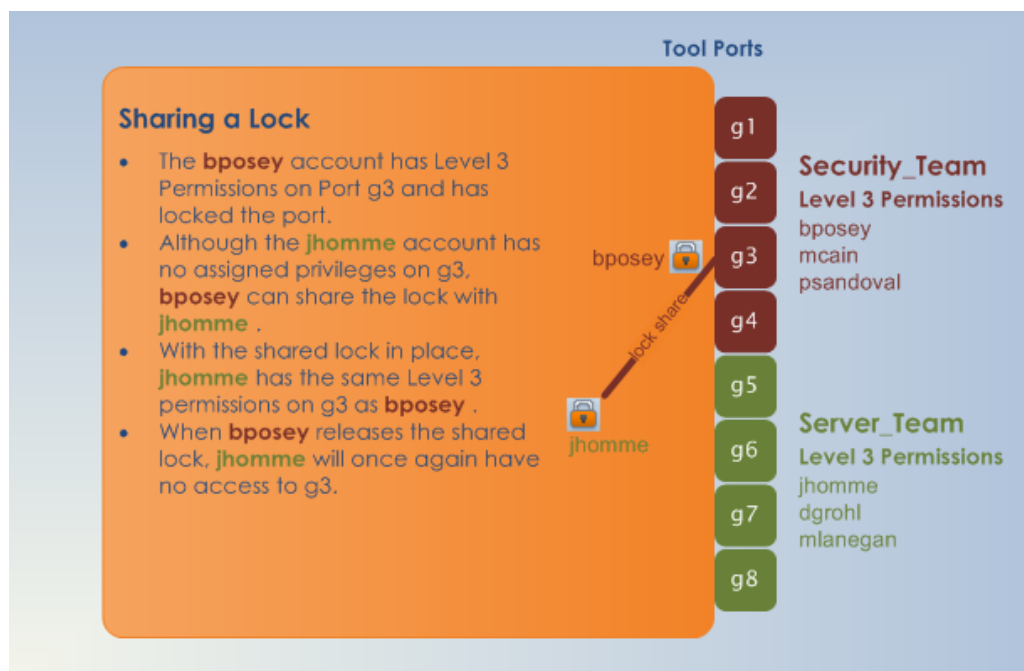 Tool Ports
Sharing a Lock
• The bposey account has Level 3
Permissions on Port g3 and has
locked the port.
• Although the jhomme account has
no assigned privileges on g3,
bposey can share the lock with
jhomme .
• With the shared lock in place,
jhomme has the same Level 3
permissions on g3 as bposey .
• When bposey releases the shared
lock, jhomme will once again have
no access to g3.
bposey
lock share
jhomme
g1
g2
g3
g4
g5
g6
g7
g8
Security_Team
Level 3 Permissions
bposey
mcain
psandoval
Server_Team
Level 3 Permissions
jhomme
dgrohl
mlanegan